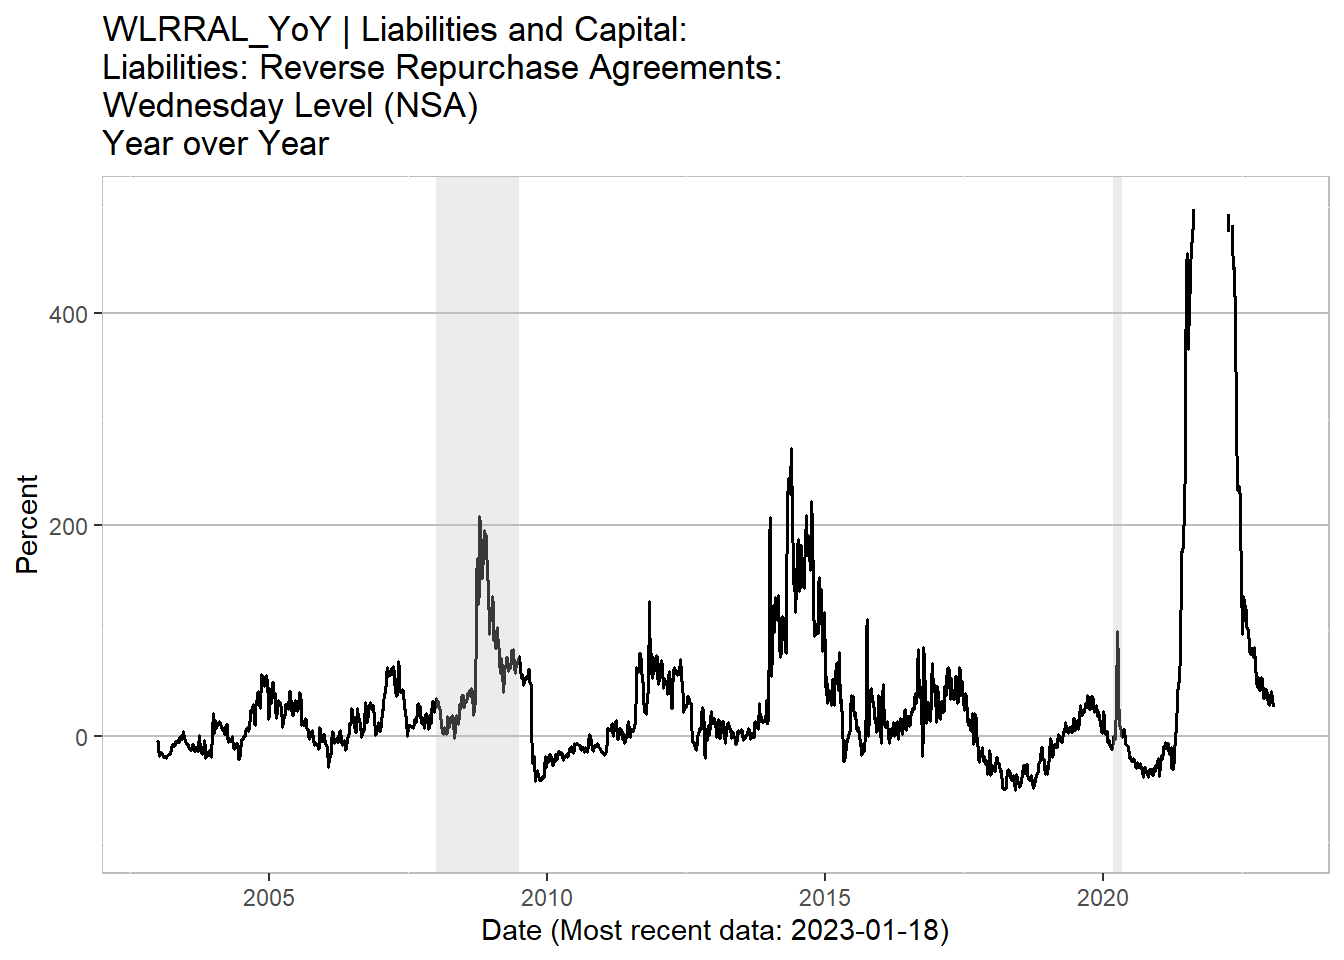 WLRRAL_YoY | Liabilities and Capital:
Liabilities: Reverse Repurchase Agreements:
Wednesday Level (NSA)
Year over Year
400
200
0
Percent
2005
2010
2015
2020
Date (Most recent data: 2023-01-18)